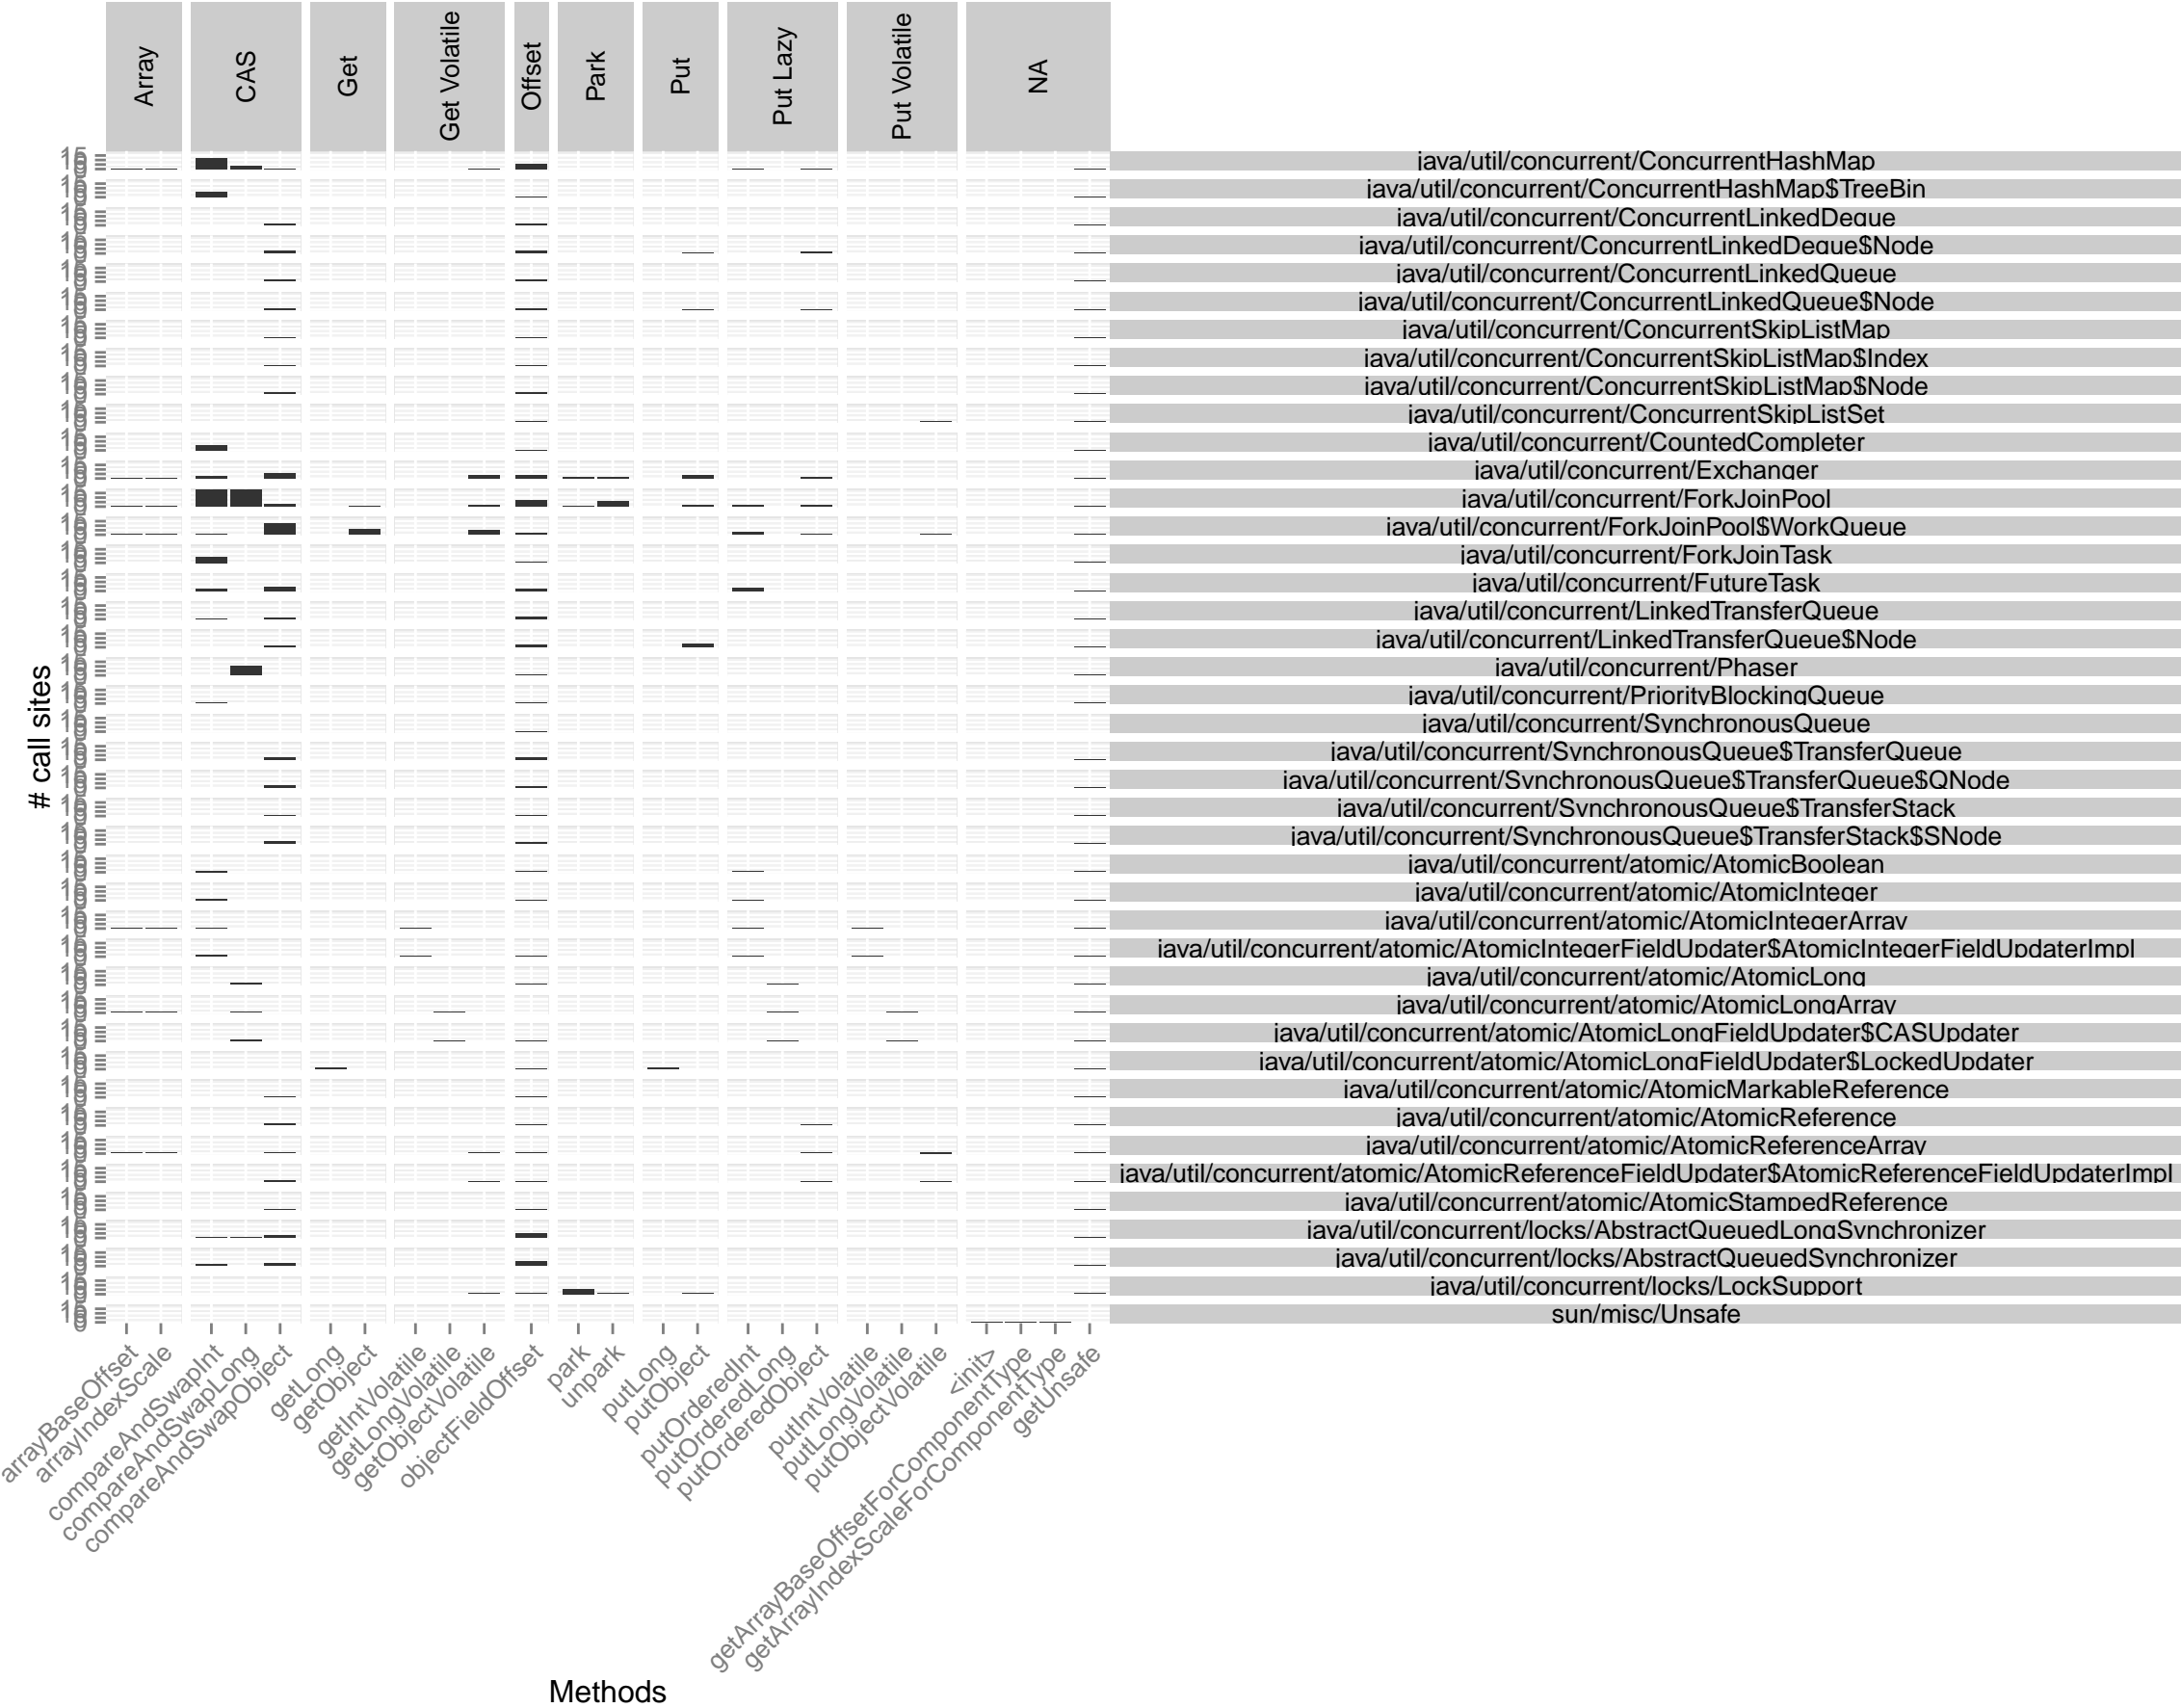 Array
CAS
Get
Get Volatile
Offset
Park
Put
Put Lazy
Put Volatile
NA
java/util/concurrent/ConcurrentHashMap
java/util/concurrent/ConcurrentHashMap$TreeBin
java/util/concurrent/ConcurrentLinkedDeque
java/util/concurrent/ConcurrentLinkedDeque$Node
java/util/concurrent/ConcurrentLinkedQueue
java/util/concurrent/ConcurrentLinkedQueue$Node
java/util/concurrent/ConcurrentSkipListMap
java/util/concurrent/ConcurrentSkipListMap$Index
java/util/concurrent/ConcurrentSkipListMap$Node
java/util/concurrent/ConcurrentSkipListSet
java/util/concurrent/CountedCompleter
java/util/concurrent/Exchanger
java/util/concurrent/ForkJoinPool
java/util/concurrent/ForkJoinPool$WorkQueue
java/util/concurrent/ForkJoinTask
java/util/concurrent/FutureTask
java/util/concurrent/LinkedTransferQueue
java/util/concurrent/LinkedTransferQueue$Node
java/util/concurrent/Phaser
java/util/concurrent/PriorityBlockingQueue
java/util/concurrent/SynchronousQueue
java/util/concurrent/SynchronousQueue$TransferQueue
java/util/concurrent/SynchronousQueue$TransferQueue$QNode
java/util/concurrent/SynchronousQueue$TransferStack
java/util/concurrent/SynchronousQueue$TransferStack$SNode
java/util/concurrent/atomic/AtomicBoolean
java/util/concurrent/atomic/AtomicInteger
java/util/concurrent/atomic/AtomicIntegerArray
java/util/concurrent/atomic/AtomicIntegerFieldUpdater$AtomicIntegerFieldUpdaterImpl
java/util/concurrent/atomic/AtomicLong
java/util/concurrent/atomic/AtomicLongArray
java/util/concurrent/atomic/AtomicLongFieldUpdater$CASUpdater
java/util/concurrent/atomic/AtomicLongFieldUpdater$LockedUpdater
java/util/concurrent/atomic/AtomicMarkableReference
java/util/concurrent/atomic/AtomicReference
java/util/concurrent/atomic/AtomicReferenceArray
java/util/concurrent/atomic/AtomicReferenceFieldUpdater$AtomicReferenceFieldUpdaterImpl
java/util/concurrent/atomic/AtomicStampedReference
java/util/concurrent/locks/AbstractQueuedLongSynchronizer
java/util/concurrent/locks/AbstractQueuedSynchronizer
java/util/concurrent/locks/LockSupport
sun/misc/Unsafe
# call sites
arrayBaseOffset
arrayIndexScale
compareAndSwapInt
compareAndSwapLong
compareAndSwapObject
getLong
getObject
getIntVolatile
getLongVolatile
getObjectVolatile
objectFieldOffset
park
unpark
putLong
putObject
putOrderedInt
putOrderedLong
putOrderedObject
putIntVolatile
putLongVolatile
putObjectVolatile
<init>
getArrayBaseOffsetForComponentType
getArrayIndexScaleForComponentType
getUnsafe
Methods